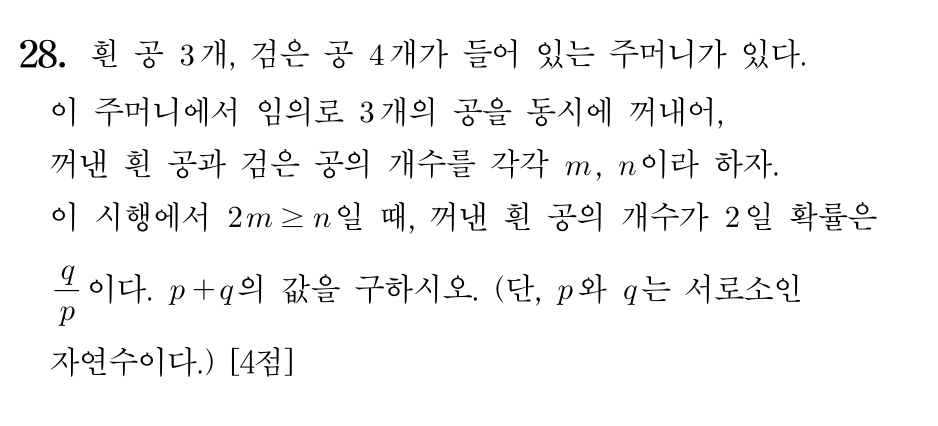 28. 흰 공 3개, 검은 공 4개가 들어 있는 주머니가 있다.
이 주머니에서 임의로 3개의 공을 동시에 꺼내어,
꺼낸 흰 공과 검은 공의 개수를 각각 m, n이라 하자.
이 시행에서 2m ≥ n일 때, 꺼낸 흰 공의 개수가 2일 확률은
q/p 이다. p+q의 값을 구하시오. (단, p와 q는 서로소인
자연수이다.) [4점]